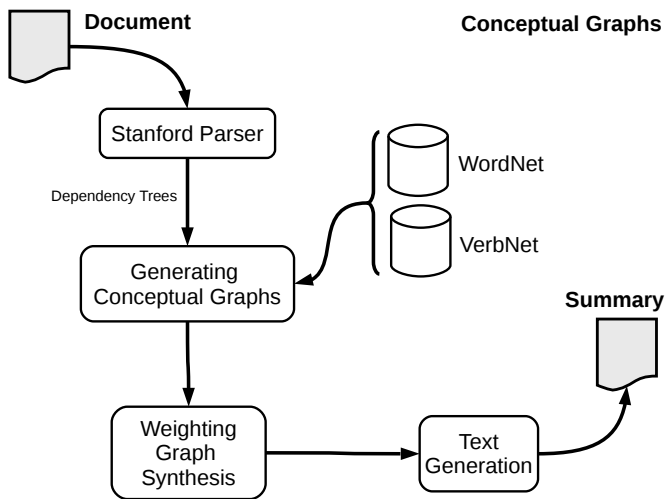 Document
Conceptual Graphs
Stanford Parser
WordNet
Dependency Trees
VerbNet
Generating
Conceptual Graphs
Summary
Weighting
Graph
Synthesis
Text
Generation